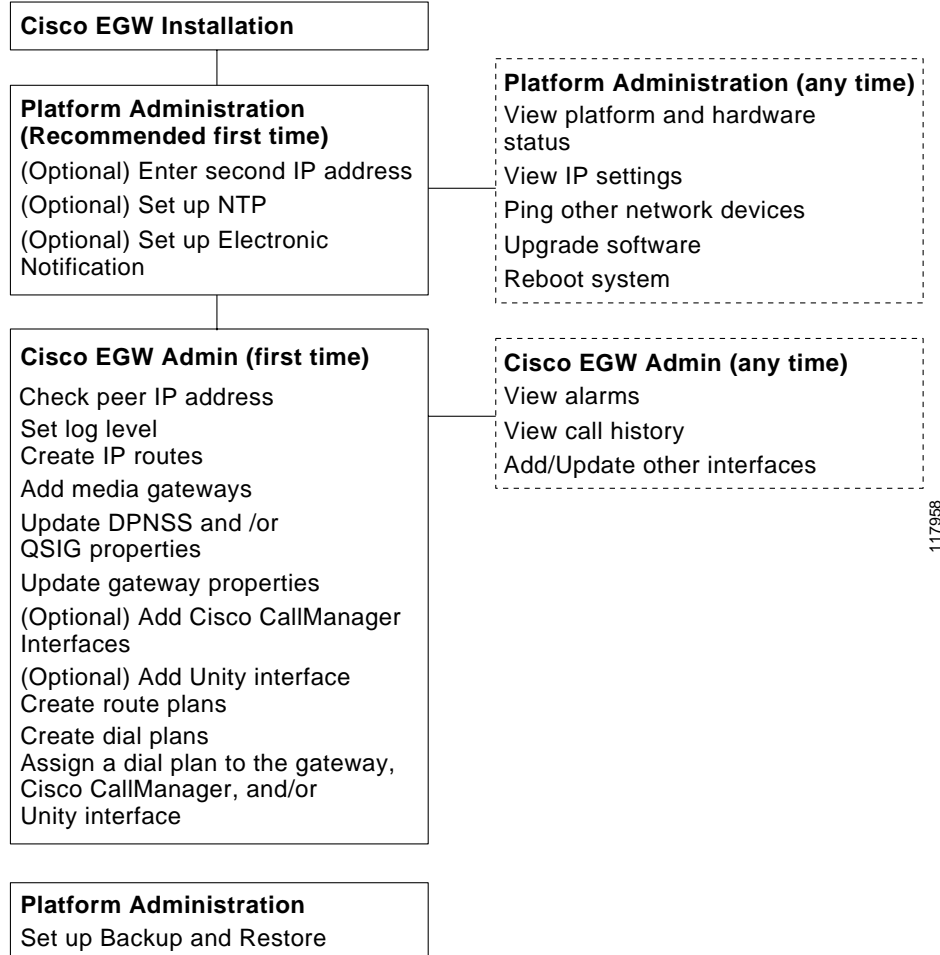 Cisco EGW Installation
Platform Administration
(Recommended first time)
(Optional) Enter second IP address
(Optional) Set up NTP
(Optional) Set up Electronic
Notification
Platform Administration (any time)
View platform and hardware
status
View IP settings
Ping other network devices
Upgrade software
Reboot system
Cisco EGW Admin (first time)
Check peer IP address
Set log level
Create IP routes
Add media gateways
Update DPNSS and /or
QSIG properties
Update gateway properties
(Optional) Add Cisco CallManager
Interfaces
(Optional) Add Unity interface
Create route plans
Create dial plans
Assign a dial plan to the gateway,
Cisco CallManager, and/or
Unity interface
Cisco EGW Admin (any time)
View alarms
View call history
Add/Update other interfaces
117958
Platform Administration
Set up Backup and Restore